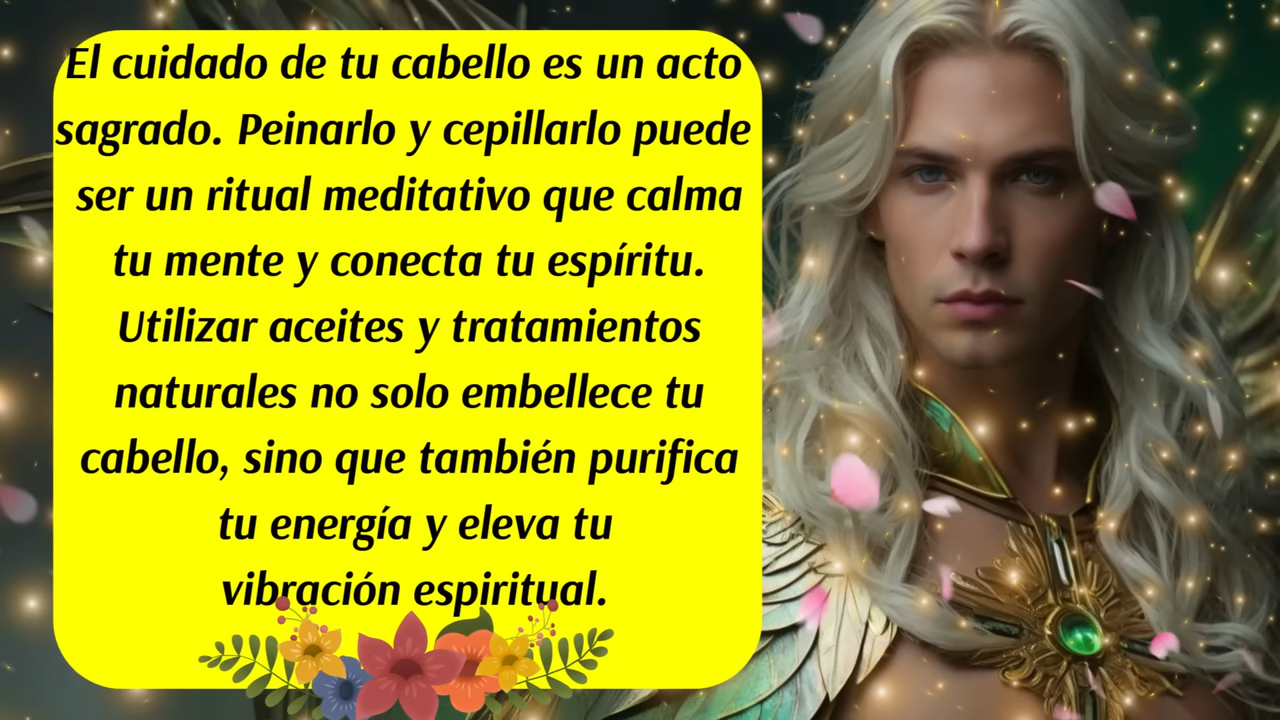 El cuidado de tu cabello es un acto
sagrado. Peinarlo y cepillarlo puede
ser un ritual meditativo que calma
tu mente y conecta tu espíritu.
Utilizar aceites y tratamientos
naturales no solo embellece tu
cabello, sino que también purifica
tu energía y eleva tu
vibración espiritual.